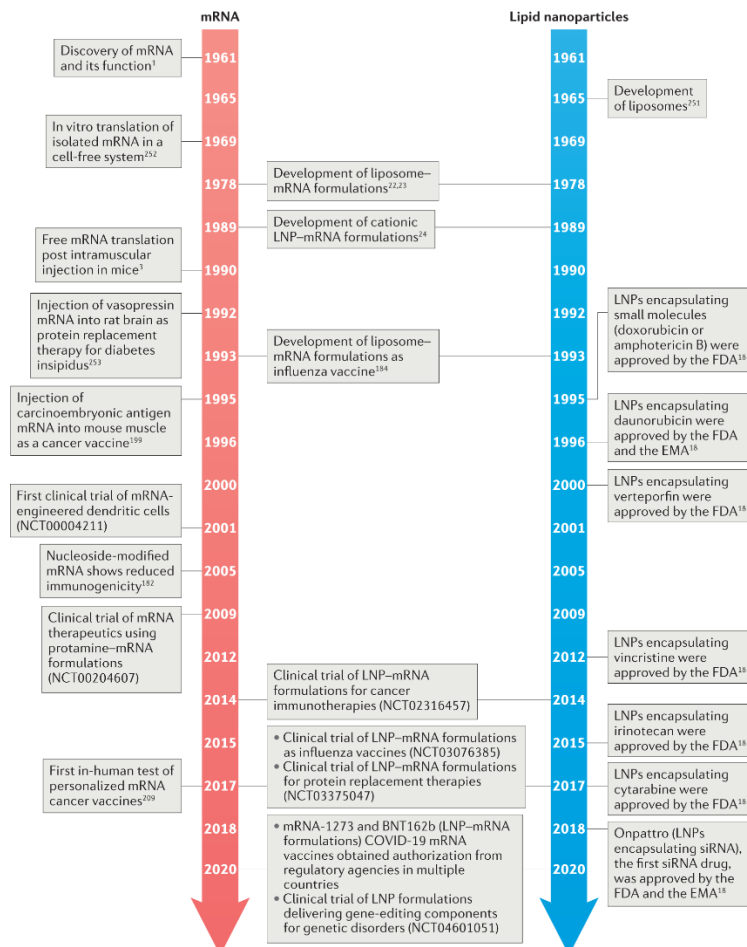 mRNA
Lipid nanoparticles
Discovery of mRNA
and its function¹
1961
1961
1965
1965
Development
of liposomes²⁵¹
In vitro translation of
isolated mRNA in a
cell-free system²⁵²
1969
1969
Development of liposome–
mRNA formulations²²,²³
1978
1978
Development of cationic
LNP–mRNA formulations²⁴
1989
1989
Free mRNA translation
post intramuscular
injection in mice³
1990
1990
Injection of vasopressin
mRNA into rat brain as
protein replacement
therapy for diabetes
insipidus²⁵³
1992
1992
LNPs encapsulating
small molecules
(doxorubicin or
amphotericin B) were
approved by the FDA¹⁸
1993
Development of liposome–
mRNA formulations as
influenza vaccine¹⁸⁴
1993
Injection of
carcinoembryonic antigen
mRNA into mouse muscle
as a cancer vaccine¹⁹⁹
1995
1995
LNPs encapsulating
daunorubicin were
approved by the FDA
and the EMA¹⁸
1996
1996
2000
2000
LNPs encapsulating
verteporfin were
approved by the FDA¹⁸
First clinical trial of mRNA-
engineered dendritic cells
(NCT00004211)
2001
2001
Nucleoside-modified
mRNA shows reduced
immunogenicity¹⁸²
2005
2005
Clinical trial of mRNA
therapeutics using
protamine–mRNA
formulations
(NCT00204607)
2009
2009
2012
2012
LNPs encapsulating
vincristine were
approved by the FDA¹⁸
Clinical trial of LNP–mRNA
formulations for cancer
immunotherapies (NCT02316457)
2014
2014
LNPs encapsulating
irinotecan were
approved by the FDA¹⁸
2015
2015
• Clinical trial of LNP–mRNA formulations
as influenza vaccines (NCT03076385)
• Clinical trial of LNP–mRNA formulations
for protein replacement therapies
(NCT03375047)
First in-human test of
personalized mRNA
cancer vaccines²⁰⁹
2017
2017
LNPs encapsulating
cytarabine were
approved by the FDA¹⁸
2018
2018
• mRNA-1273 and BNT162b (LNP–mRNA
formulations) COVID-19 mRNA
vaccines obtained authorization from
regulatory agencies in multiple
countries
• Clinical trial of LNP formulations
delivering gene-editing components
for genetic disorders (NCT04601051)
Onpattro (LNPs
encapsulating siRNA),
the first siRNA drug,
was approved by the
FDA and the EMA¹⁸
2020
2020